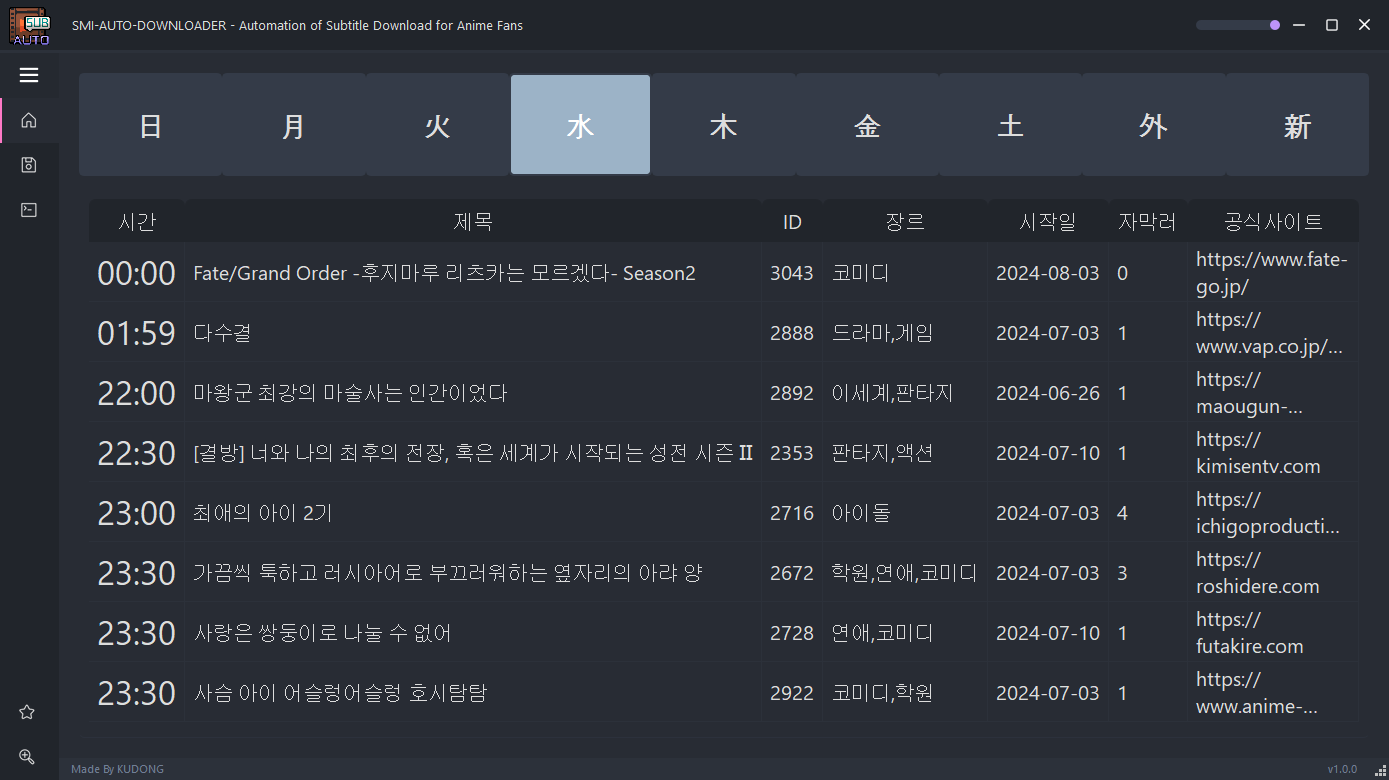 SUB
AUTO
SMI-AUTO-DOWNLOADER - Automation of Subtitle Download for Anime Fans
日 月 火 水 木 金 土 外 新
시간 제목 ID 장르 시작일 자막러 공식사이트
00:00 Fate/Grand Order -후지마루 리츠카는 모르겠다- Season2 3043 코미디 2024-08-03 0 https://www.fate-
go.jp/
01:59 다수결 2888 드라마,게임 2024-07-03 1 https://
www.vap.co.jp/...
22:00 마왕군 최강의 마술사는 인간이었다 2892 이세계,판타지 2024-06-26 1 https://
maougun-...
22:30 [결방] 너와 나의 최후의 전장, 혹은 세계가 시작되는 성전 시즌Ⅱ 2353 판타지,액션 2024-07-10 1 https://
kimisentv.com
23:00 최애의 아이 2기 2716 아이돌 2024-07-03 4 https://
ichigoproducti...
23:30 가끔씩 툭하고 러시아어로 부끄러워하는 옆자리의 아랴 양 2672 학원,연애,코미디 2024-07-03 3 https://
roshidere.com
23:30 사랑은 쌍둥이로 나눌 수 없어 2728 연애,코미디 2024-07-10 1 https://
futakire.com
23:30 사슴 아이 어슬렁어슬렁 호시탐탐 2922 코미디,학원 2024-07-03 1 https://
www.anime-...
Made By KUDONG v1.0.0